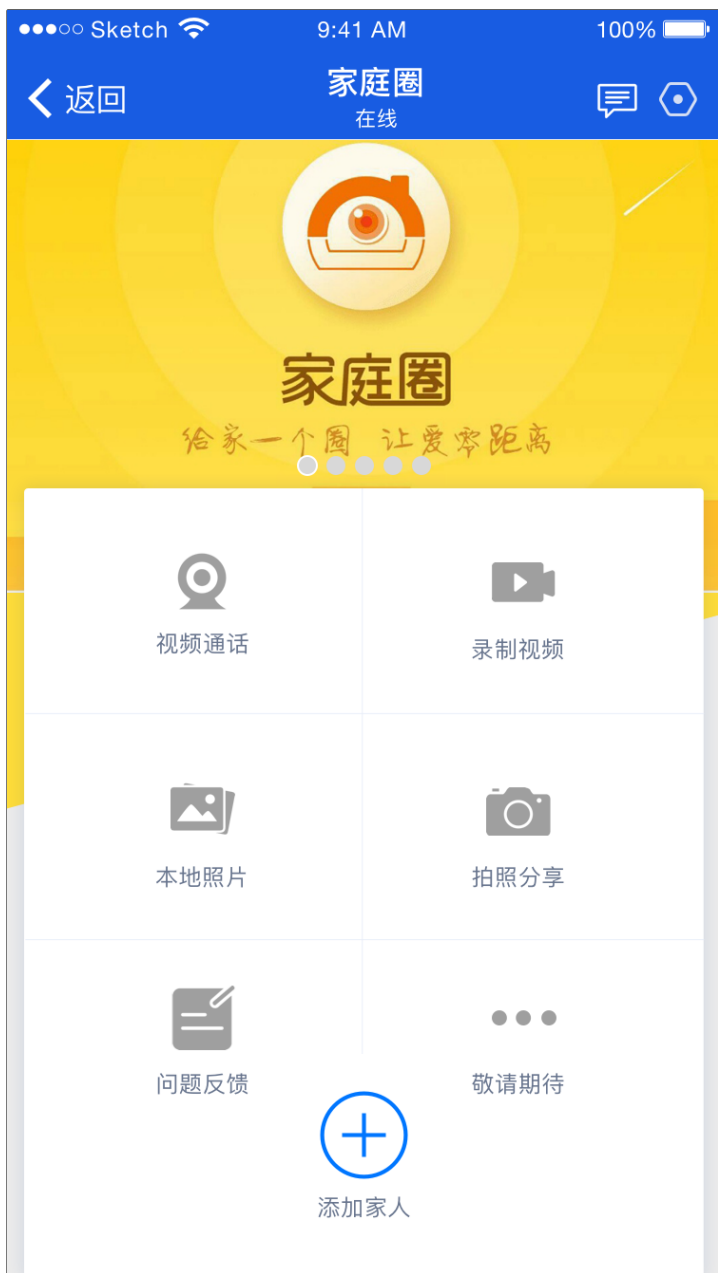 ●●●○○ Sketch 9:41 AM 100%
返回 家庭圈
在线
家庭圈
给家一个圈 让爱零距离
视频通话 录制视频
本地照片 拍照分享
问题反馈 敬请期待
添加家人